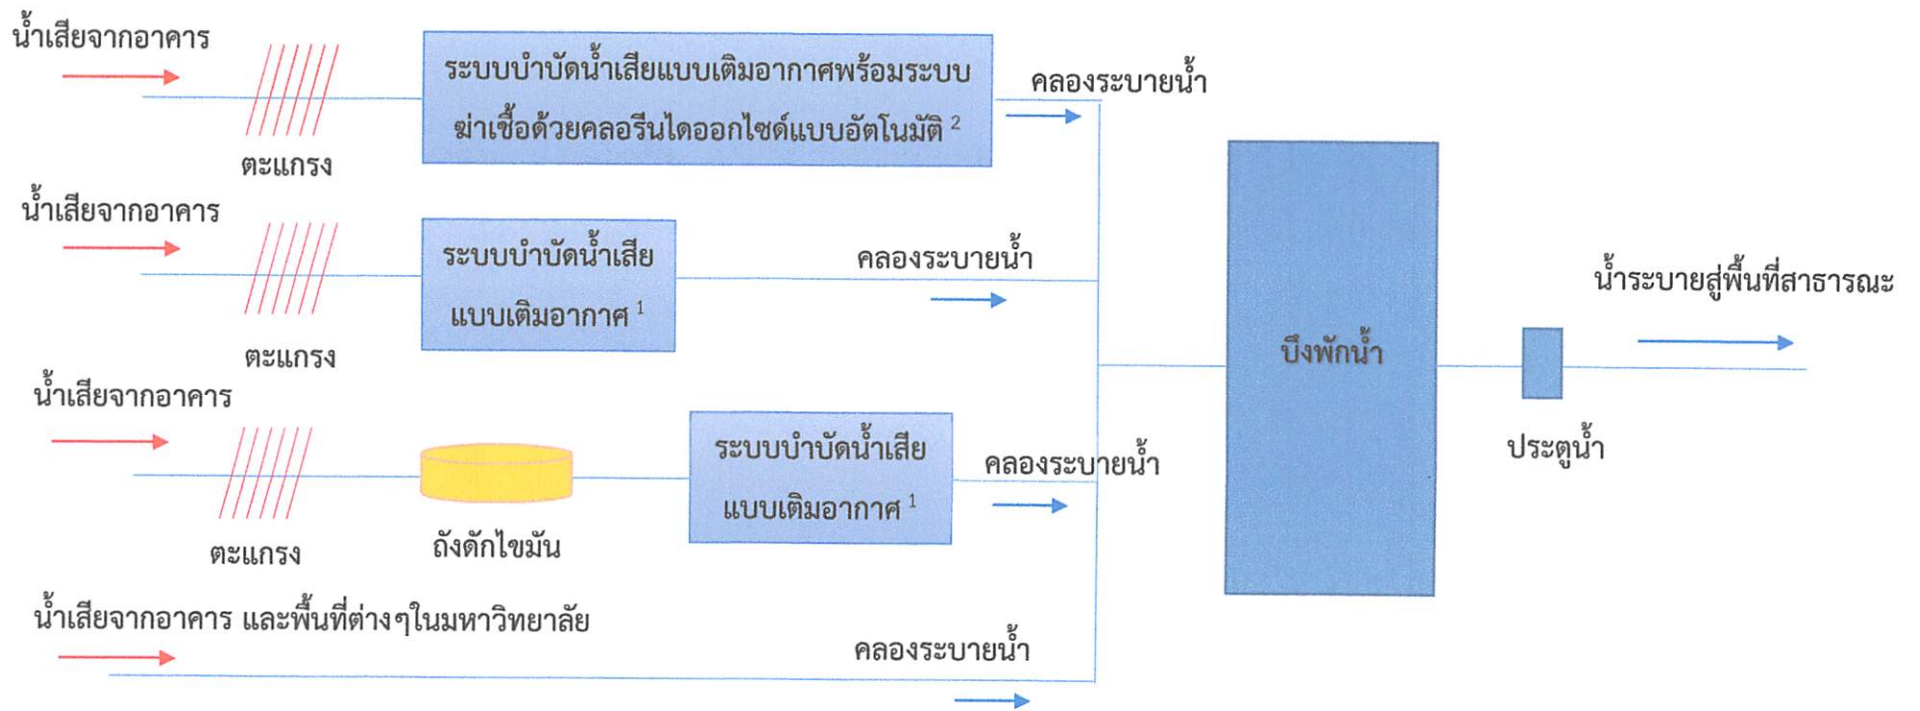 น้ำเสียจากอาคาร
ระบบบำบัดน้ำเสียแบบเติมอากาศพร้อมระบบ
ฆ่าเชื้อด้วยคลอรีนไดออกไซด์แบบอัตโนมัติ 2
คลองระบายน้ำ
ตะแกรง
น้ำเสียจากอาคาร
ระบบบำบัดน้ำเสีย
แบบเติมอากาศ 1
คลองระบายน้ำ
ตะแกรง
น้ำระบายสู่พื้นที่สาธารณะ
บึงพักน้ำ
ประตูน้ำ
น้ำเสียจากอาคาร
ระบบบำบัดน้ำเสีย
แบบเติมอากาศ 1
คลองระบายน้ำ
ตะแกรง
ถังดักไขมัน
น้ำเสียจากอาคาร และพื้นที่ต่างๆในมหาวิทยาลัย
คลองระบายน้ำ